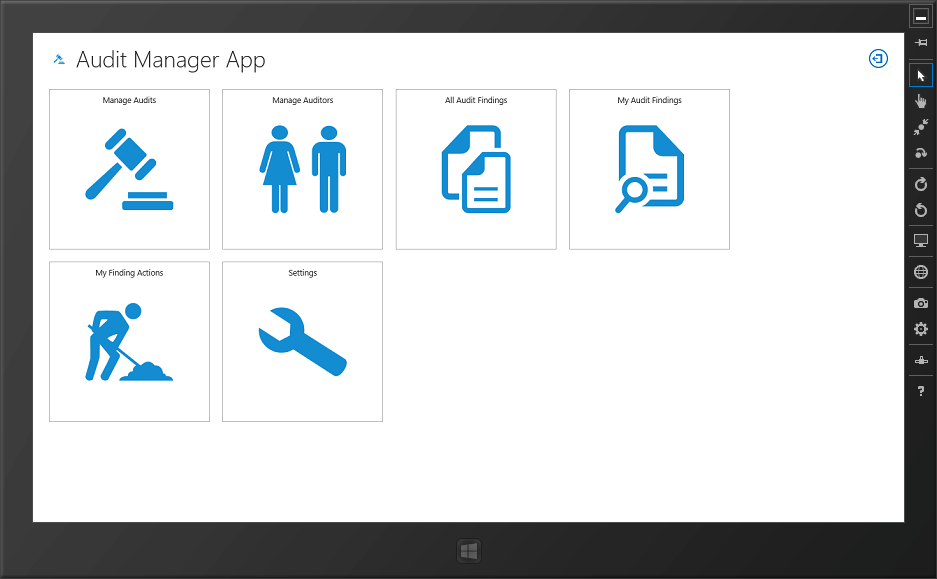 Audit Manager App
Manage Audits
Manage Auditors
All Audit Findings
My Audit Findings
My Finding Actions
Settings
?